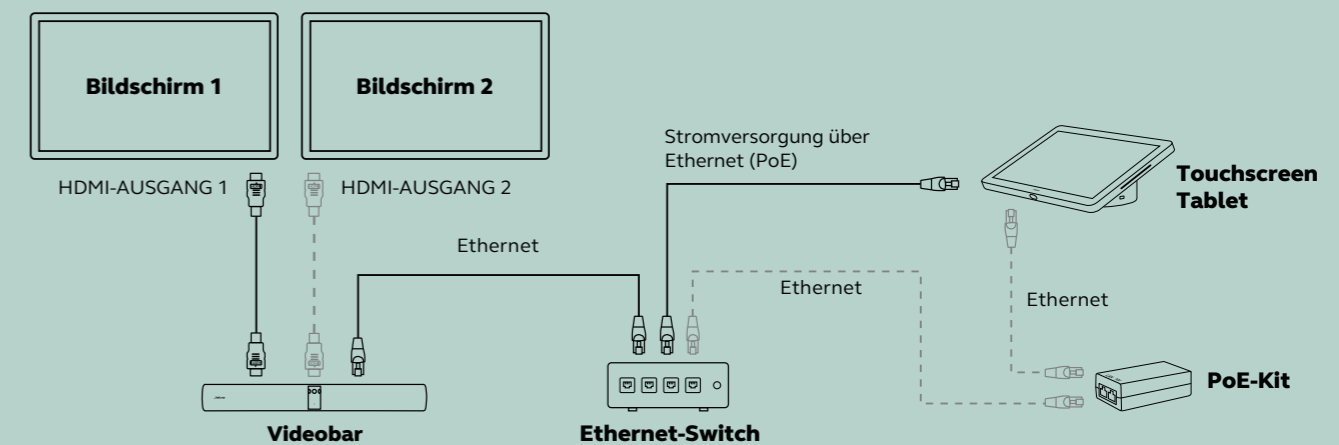 Bildschirm 1
Bildschirm 2
HDMI-AUSGANG 1
HDMI-AUSGANG 2
Stromversorgung über
Ethernet (PoE)
Touchscreen
Tablet
Ethernet
Ethernet
Ethernet
PoE-Kit
Videobar
Ethernet-Switch